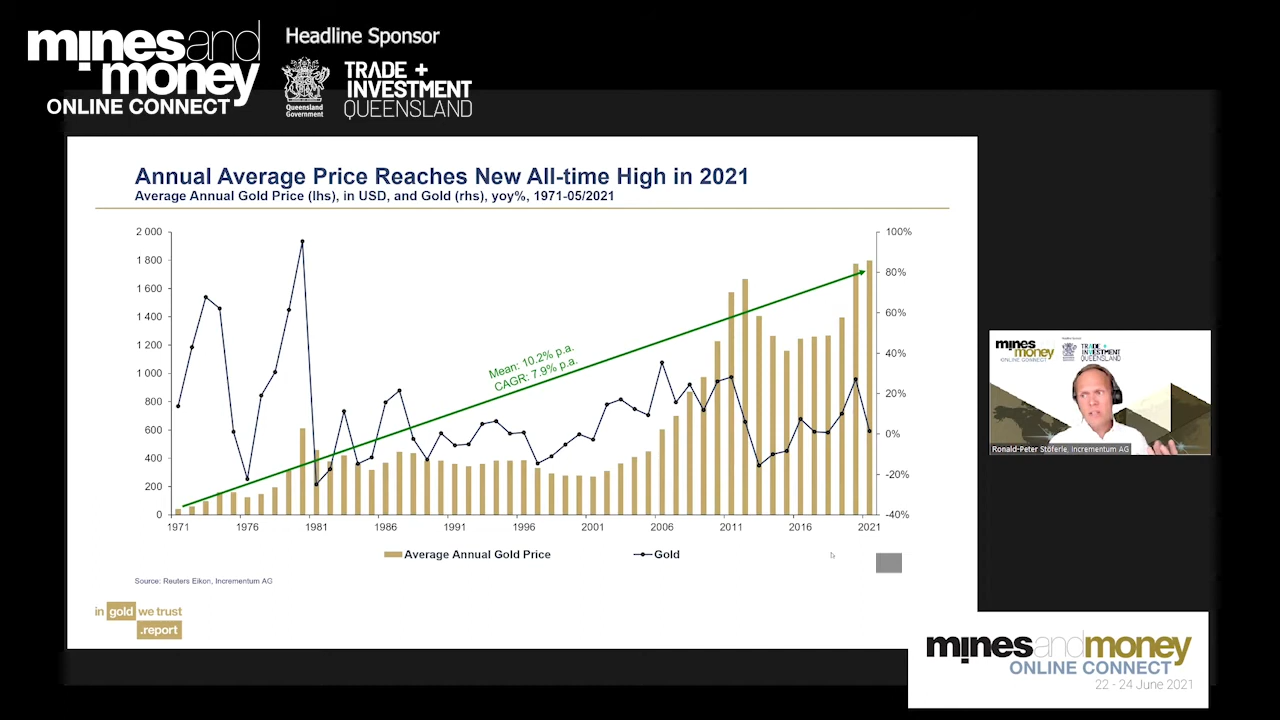 mines and money
ONLINE CONNECT
Headline Sponsor
Queensland
Government
TRADE +
INVESTMENT
QUEENSLAND
Annual Average Price Reaches New All-time High in 2021
Average Annual Gold Price (lhs), in USD, and Gold (rhs), yoy%, 1971-05/2021
2 000
1 800
1 600
1 400
1 200
1 000
800
600
400
200
0
100%
80%
60%
40%
20%
0%
-20%
-40%
Mean: 10.2% p.a.
CAGR: 7.9% p.a.
1971 1976 1981 1986 1991 1996 2001 2006 2011 2016 2021
Average Annual Gold Price
Gold
Source: Reuters Eikon, Incrementum AG
in gold we trust
.report
mines and money
ONLINE CONNECT
TRADE +
INVESTMENT
QUEENSLAND
Ronald-Peter Stöferle, Incrementum AG
mines and money
ONLINE CONNECT
22 - 24 June 2021